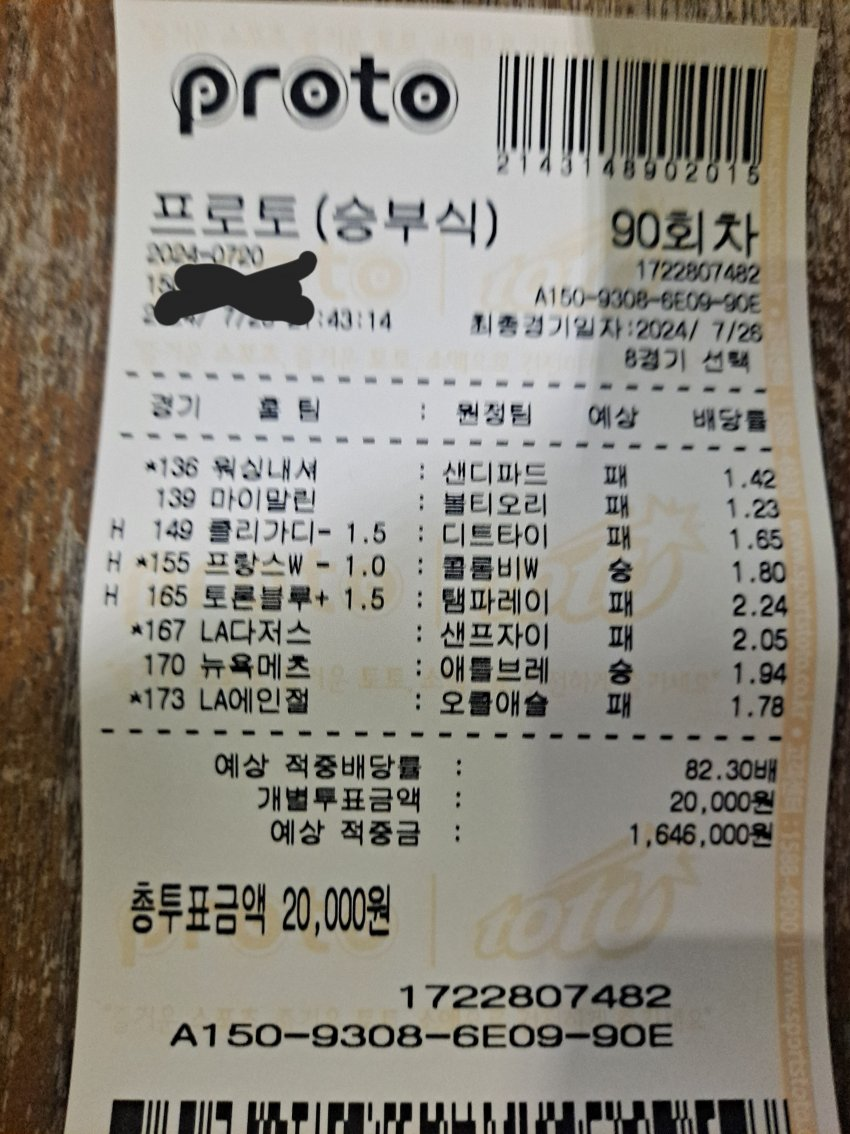 proto
2143148902015
프로토(승부식) 90회차
2024-0720
1722807482
A150-9308-6E09-90E
:43:14 최종경기일자:2024/ 7/26
8경기 선택
경기 홈 팀 : 원정팀 예상 배당률
*136 워싱내셔 : 샌디파드 패 1.42
139 마이말린 : 볼티오리 패 1.23
H 149 클리가디- 1.5 : 디트타이 패 1.65
H *155 프랑스W - 1.0 : 콜롬비W 승 1.80
H 165 토론블루+ 1.5 : 탬파레이 패 2.24
*167 LA다저스 : 샌프자이 패 2.05
170 뉴욕메츠 : 애틀브레 승 1.94
*173 LA에인절 : 오클애슬 패 1.78
예상 적중배당률 : 82.30배
개별투표금액 : 20,000원
예상 적중금 : 1,646,000원
총투표금액 20,000원
1722807482
A150-9308-6E09-90E